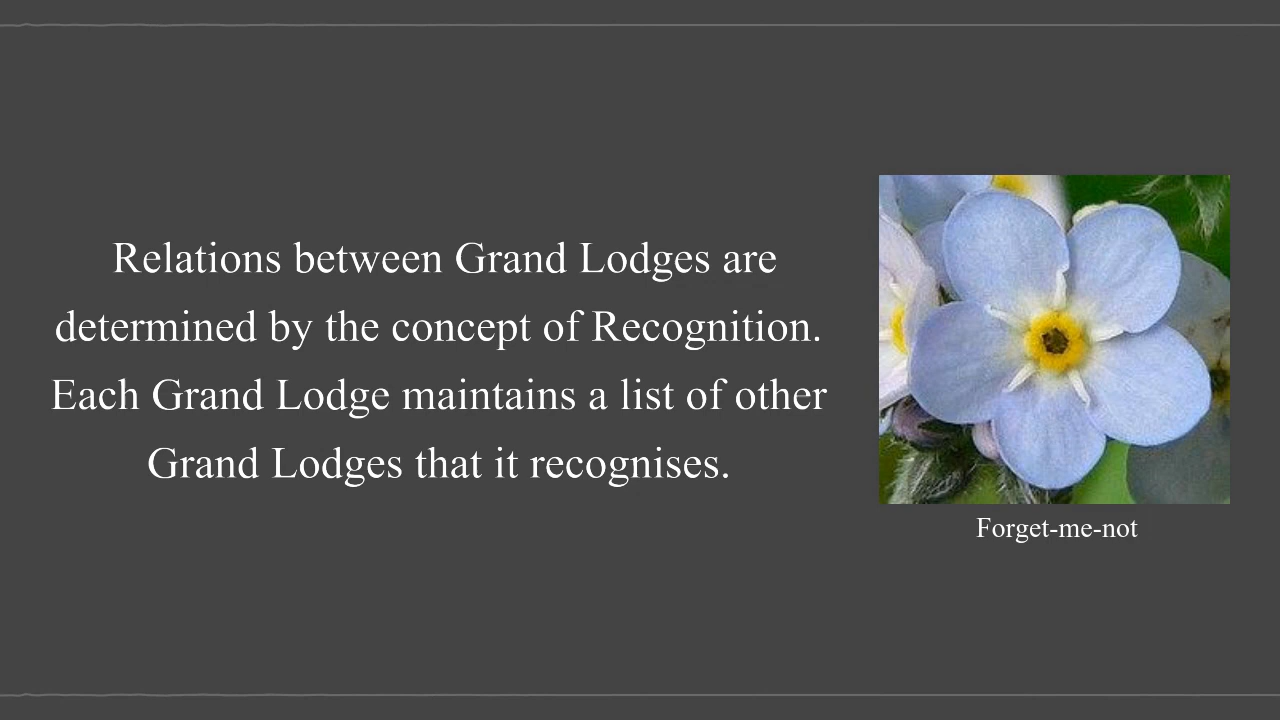 Relations between Grand Lodges are
determined by the concept of Recognition.
Each Grand Lodge maintains a list of other
Grand Lodges that it recognises.
Forget-me-not